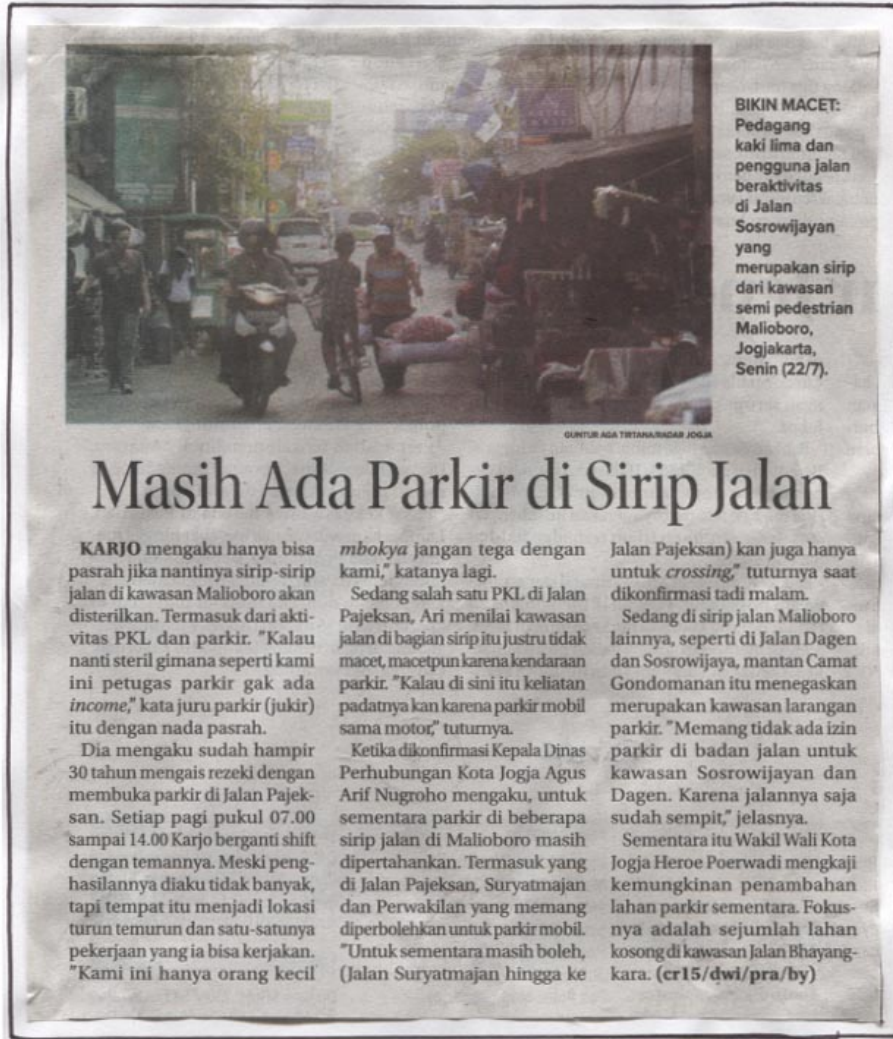 BIKIN MACET:
Pedagang
kaki lima dan
pengguna jalan
beraktivitas
di Jalan
Sosrowijayan
yang
merupakan sirip
dari kawasan
semi pedestrian
Malioboro,
Jogjakarta,
Senin (22/7).
GUNTUR AGA TIRTANA/RADAR JOGJA
Masih Ada Parkir di Sirip Jalan
KARJO mengaku hanya bisa
pasrah jika nantinya sirip-sirip
jalan di kawasan Malioboro akan
disterilkan. Termasuk dari akti-
vitas PKL dan parkir. "Kalau
nanti steril gimana seperti kami
ini petugas parkir gak ada
income," kata juru parkir (jukir)
itu dengan nada pasrah.
Dia mengaku sudah hampir
30 tahun mengais rezeki dengan
membuka parkir di Jalan Pajek-
san. Setiap pagi pukul 07.00
sampai 14.00 Karjo berganti shift
dengan temannya. Meski peng-
hasilannya diaku tidak banyak,
tapi tempat itu menjadi lokasi
turun temurun dan satu-satunya
pekerjaan yang ia bisa kerjakan.
"Kami ini hanya orang kecil
mbokya jangan tega dengan
kami," katanya lagi.
Sedang salah satu PKL di Jalan
Pajeksan, Ari menilai kawasan
jalan di bagian sirip itu justru tidak
macet, macetpun karena kendaraan
parkir. "Kalau di sini itu keliatan
padatnya kan karena parkir mobil
sama motor," tuturnya.
Ketika dikonfirmasi Kepala Dinas
Perhubungan Kota Jogja Agus
Arif Nugroho mengaku, untuk
sementara parkir di beberapa
sirip jalan di Malioboro masih
dipertahankan. Termasuk yang
di Jalan Pajeksan, Suryatmajan
dan Perwakilan yang memang
diperbolehkan untuk parkir mobil.
"Untuk sementara masih boleh,
(Jalan Suryatmajan hingga ke
Jalan Pajeksan) kan juga hanya
untuk crossing," tuturnya saat
dikonfirmasi tadi malam.
Sedang di sirip jalan Malioboro
lainnya, seperti di Jalan Dagen
dan Sosrowijaya, mantan Camat
Gondomanan itu menegaskan
merupakan kawasan larangan
parkir. "Memang tidak ada izin
parkir di badan jalan untuk
kawasan Sosrowijayan dan
Dagen. Karena jalannya saja
sudah sempit," jelasnya.
Sementara itu Wakil Wali Kota
Jogja Heroe Poerwadi mengkaji
kemungkinan penambahan
lahan parkir sementara. Fokus-
nya adalah sejumlah lahan
kosong di kawasan Jalan Bhayang-
kara. (cr15/dwi/pra/by)